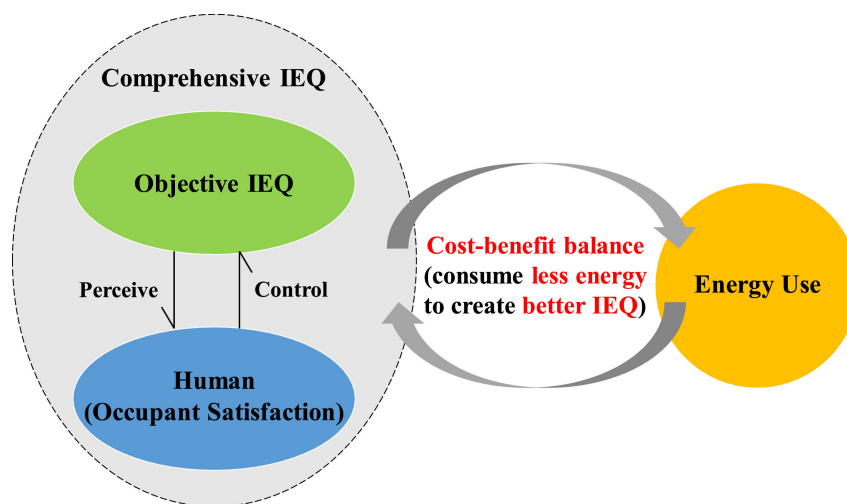 Comprehensive IEQ
Objective IEQ
Perceive
Control
Human
(Occupant Satisfaction)
Cost-benefit balance
(consume less energy
to create better IEQ)
Energy Use